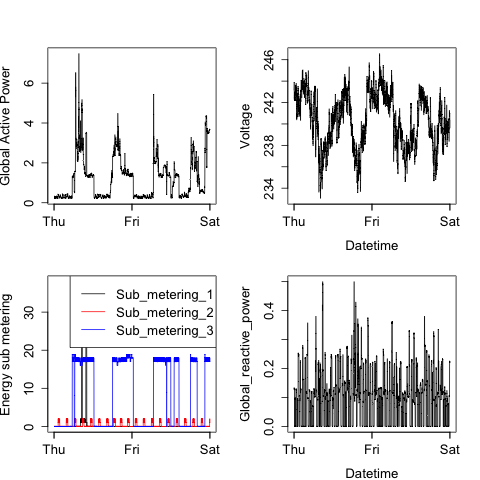 Global Active Power
6
4
2
0
Thu
Fri
Sat
Voltage
246
242
238
234
Thu
Fri
Sat
Datetime
Energy sub metering
30
20
10
0
Sub_metering_1
Sub_metering_2
Sub_metering_3
Thu
Fri
Sat
Global_reactive_power
0.4
0.2
0.0
Thu
Fri
Sat
Datetime